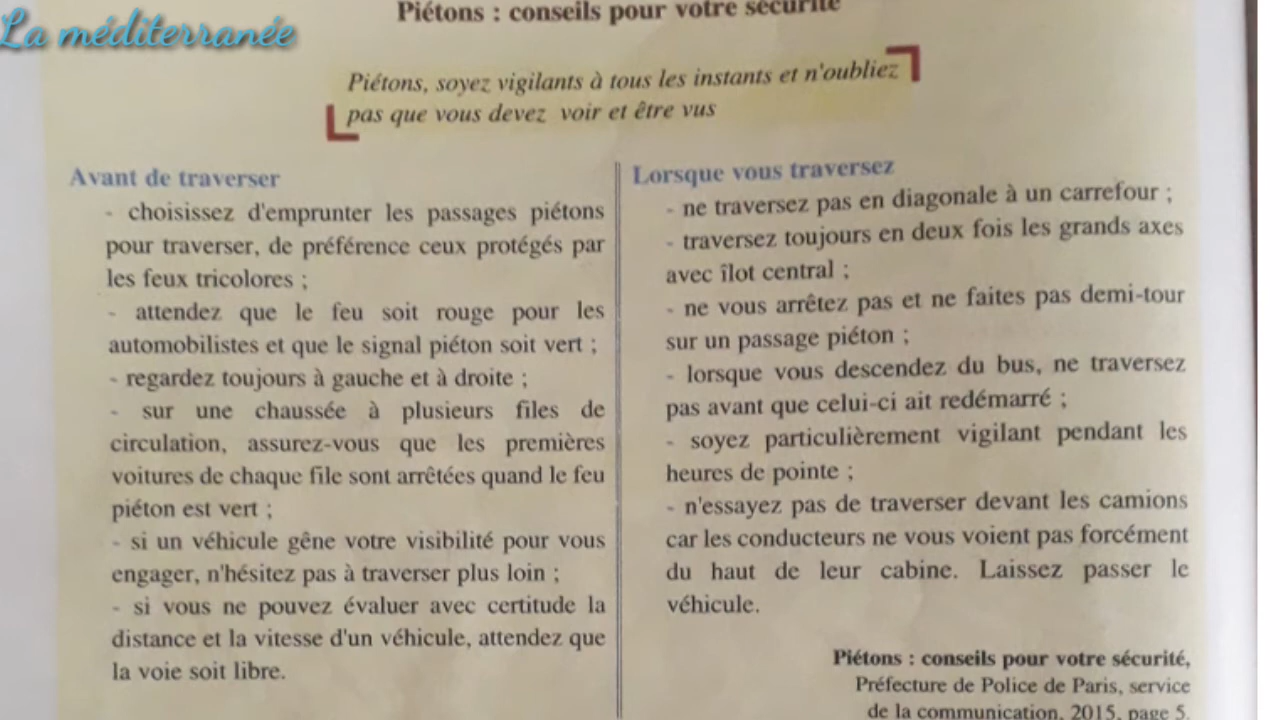 Piétons : conseils pour votre sécurité
La méditerranée
Piétons, soyez vigilants à tous les instants et n'oubliez
pas que vous devez voir et être vus
Avant de traverser
- choisissez d'emprunter les passages piétons
pour traverser, de préférence ceux protégés par
les feux tricolores ;
- attendez que le feu soit rouge pour les
automobilistes et que le signal piéton soit vert ;
- regardez toujours à gauche et à droite ;
- sur une chaussée à plusieurs files de
circulation, assurez-vous que les premières
voitures de chaque file sont arrêtées quand le feu
piéton est vert ;
- si un véhicule gêne votre visibilité pour vous
engager, n'hésitez pas à traverser plus loin ;
- si vous ne pouvez évaluer avec certitude la
distance et la vitesse d'un véhicule, attendez que
la voie soit libre.
Lorsque vous traversez
- ne traversez pas en diagonale à un carrefour ;
- traversez toujours en deux fois les grands axes
avec îlot central ;
- ne vous arrêtez pas et ne faites pas demi-tour
sur un passage piéton ;
- lorsque vous descendez du bus, ne traversez
pas avant que celui-ci ait redémarré ;
- soyez particulièrement vigilant pendant les
heures de pointe ;
- n'essayez pas de traverser devant les camions
car les conducteurs ne vous voient pas forcément
du haut de leur cabine. Laissez passer le
véhicule.
Piétons : conseils pour votre sécurité,
Préfecture de Police de Paris, service
de la communication, 2015, page 5.